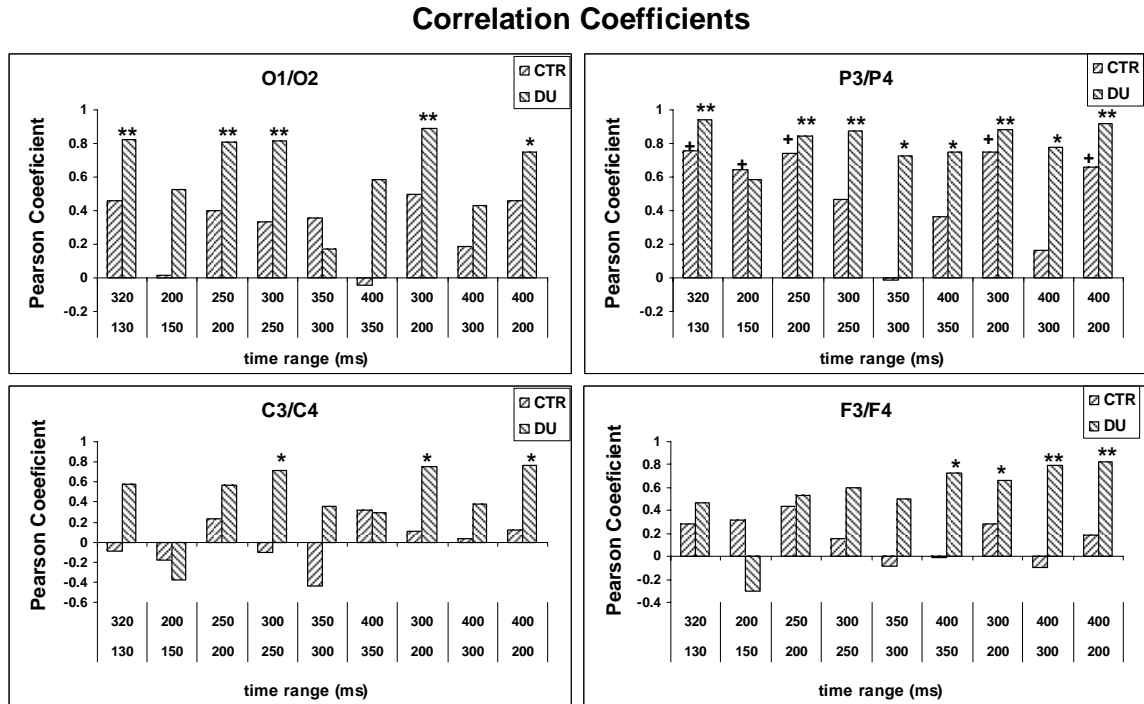 Correlation Coefficients
O1/O2
CTR
DU
Pearson Coeeficient
1
0.8
0.6
0.4
0.2
0
-0.2
** ** ** ** *
320 200 250 300 350 400 300 400 400
130 150 200 250 300 350 200 300 200
time range (ms)
P3/P4
CTR
DU
Pearson Coeeficient
1
0.8
0.6
0.4
0.2
0
-0.2
+ ** + + ** ** * * + ** * + **
320 200 250 300 350 400 300 400 400
130 150 200 250 300 350 200 300 200
time range (ms)
C3/C4
CTR
DU
Pearson Coeeficient
1
0.8
0.6
0.4
0.2
0
-0.2
-0.4
-0.6
* * *
320 200 250 300 350 400 300 400 400
130 150 200 250 300 350 200 300 200
time range (ms)
F3/F4
CTR
DU
Pearson Coeeficient
1
0.8
0.6
0.4
0.2
0
-0.2
-0.4
* * ** **
320 200 250 300 350 400 300 400 400
130 150 200 250 300 350 200 300 200
time range (ms)